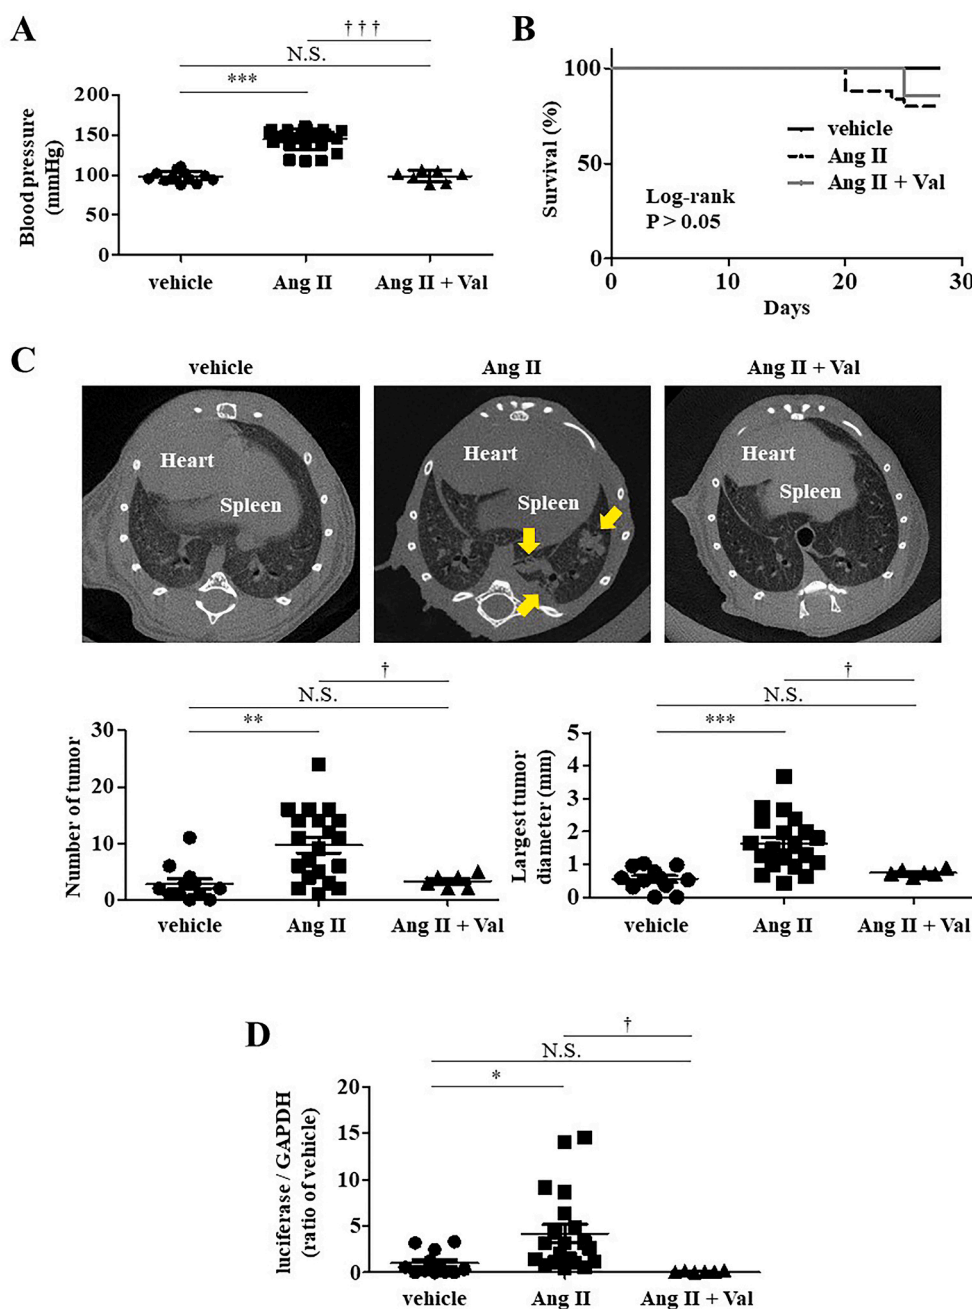 A
† † †
N.S.
***
Blood pressure
(mmHg)
200
150
100
50
0
vehicle
Ang II
Ang II + Val
B
Survival (%)
100
50
0
vehicle
Ang II
Ang II + Val
Log-rank
P > 0.05
0
10
20
30
Days
C
vehicle
Ang II
Ang II + Val
Heart
Spleen
Heart
Spleen
Heart
Spleen
†
N.S.
**
Number of tumor
30
20
10
0
vehicle
Ang II
Ang II + Val
†
N.S.
***
Largest tumor
diameter (mm)
5
4
3
2
1
0
vehicle
Ang II
Ang II + Val
D
†
N.S.
*
luciferase / GAPDH
(ratio of vehicle)
20
15
10
5
0
vehicle
Ang II
Ang II + Val